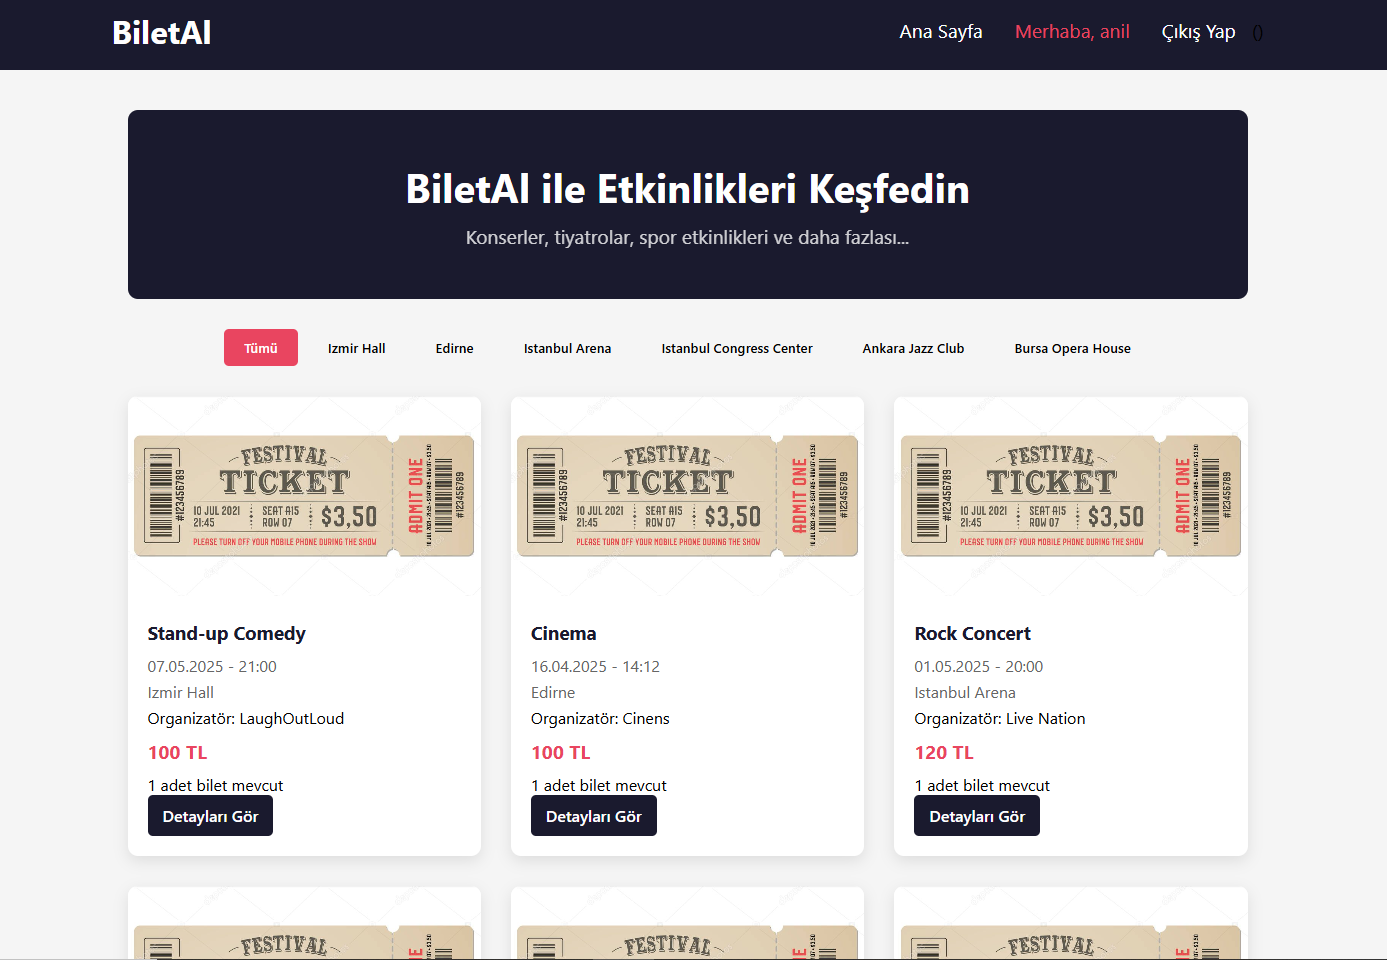 BiletAl
Ana Sayfa
Merhaba, anil
Çıkış Yap
0
BiletAl ile Etkinlikleri Keşfedin
Konserler, tiyatrolar, spor etkinlikleri ve daha fazlası...
Tümü
Izmir Hall
Edirne
Istanbul Arena
Istanbul Congress Center
Ankara Jazz Club
Bursa Opera House
#123456789
FESTIVAL
TICKET
10 JUL 2021
21:45
SEAT A15
ROW 07
$3,50
PLEASE TURN OFF YOUR MOBILE PHONE DURING THE SHOW
ADMIT ONE
#123456789
Stand-up Comedy
07.05.2025 - 21:00
Izmir Hall
Organizatör: LaughOutLoud
100 TL
1 adet bilet mevcut
Detayları Gör
#123456789
FESTIVAL
TICKET
10 JUL 2021
21:45
SEAT A15
ROW 07
$3,50
PLEASE TURN OFF YOUR MOBILE PHONE DURING THE SHOW
ADMIT ONE
#123456789
Cinema
16.04.2025 - 14:12
Edirne
Organizatör: Cinens
100 TL
1 adet bilet mevcut
Detayları Gör
#123456789
FESTIVAL
TICKET
10 JUL 2021
21:45
SEAT A15
ROW 07
$3,50
PLEASE TURN OFF YOUR MOBILE PHONE DURING THE SHOW
ADMIT ONE
#123456789
Rock Concert
01.05.2025 - 20:00
Istanbul Arena
Organizatör: Live Nation
120 TL
1 adet bilet mevcut
Detayları Gör
FESTIVAL
FESTIVAL
FESTIVAL